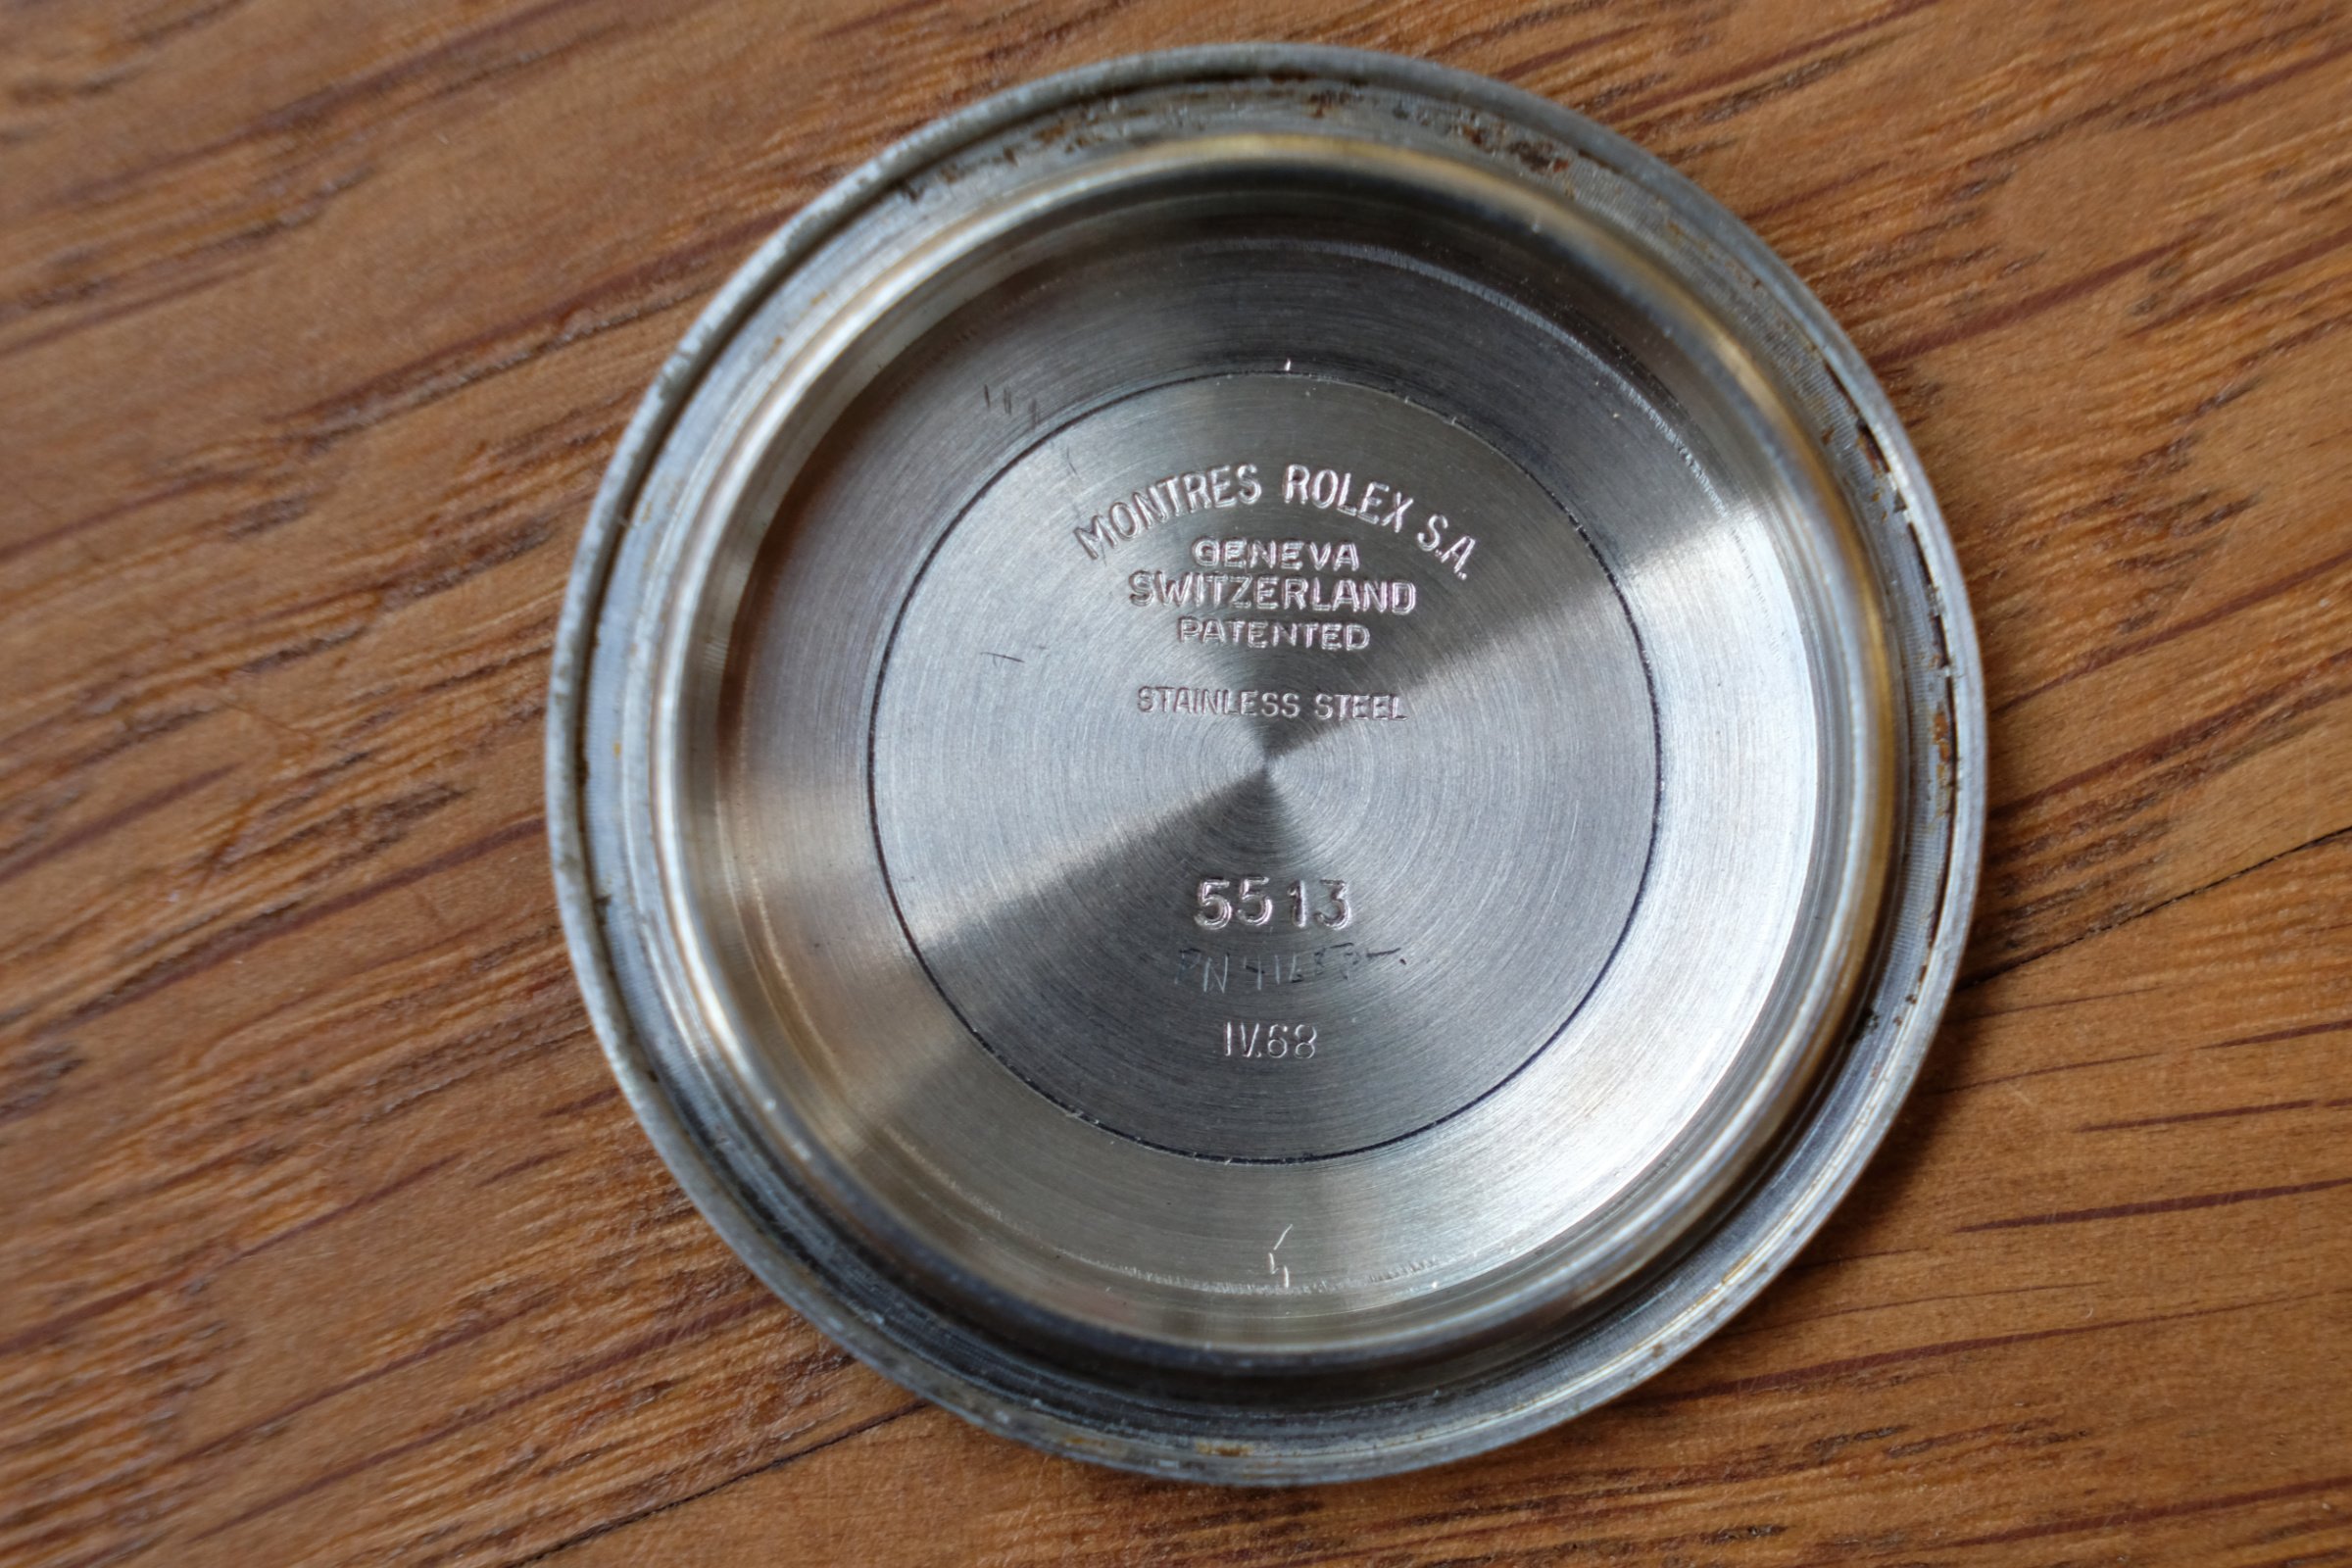 MONTRES ROLEX S.A.
GENEVA
SWITZERLAND
PATENTED
STAINLESS STEEL
5513
IV.68